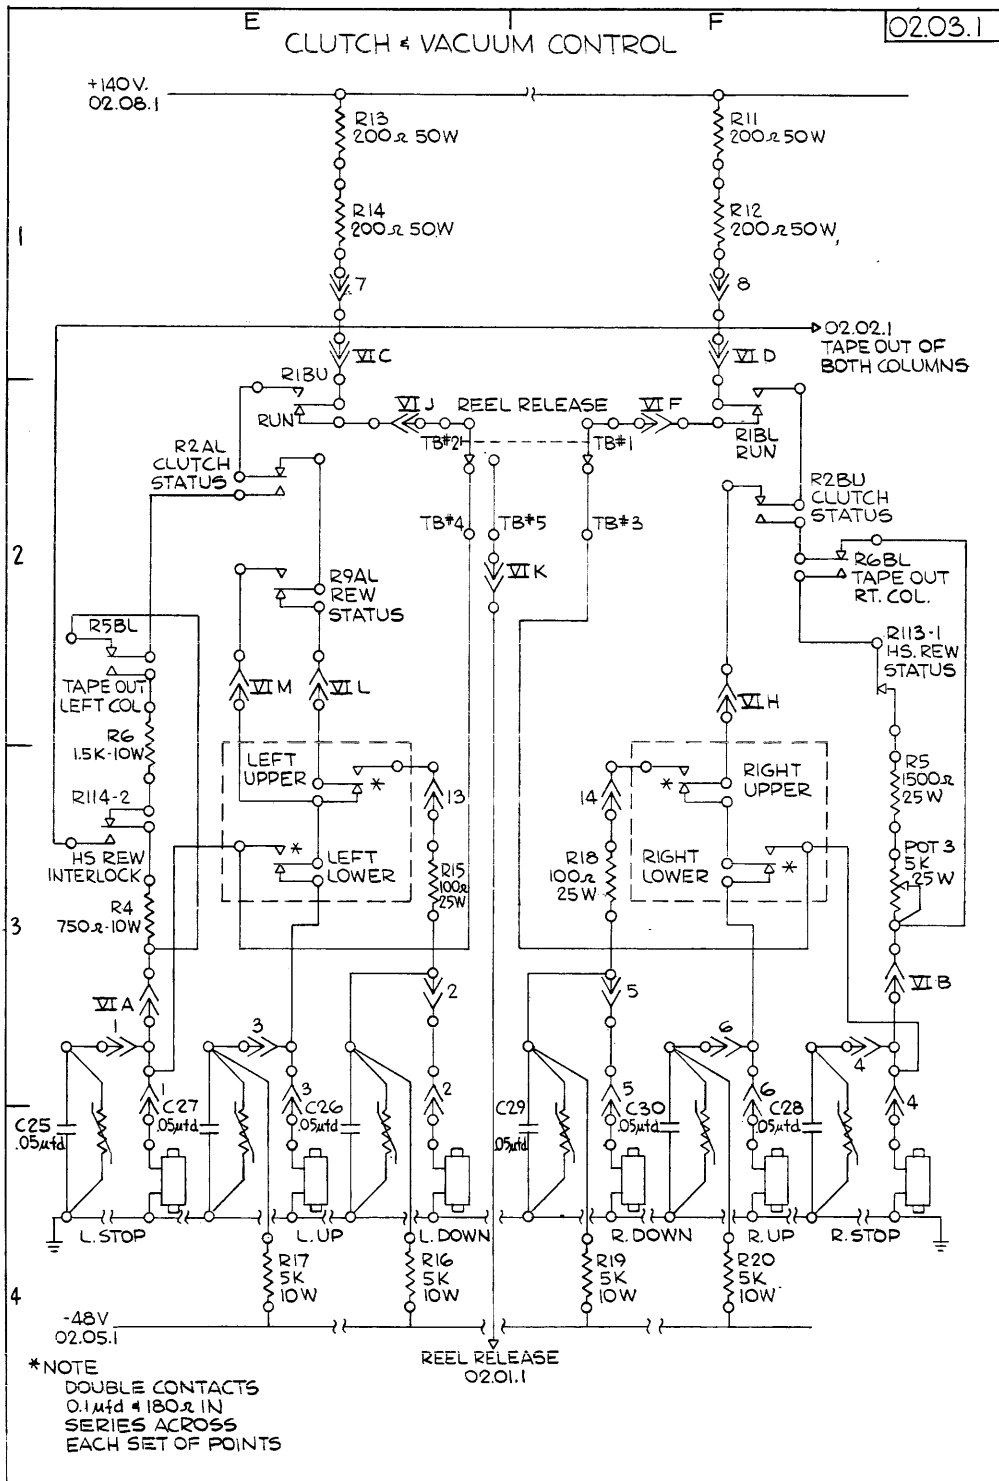 E
F
02.03.1
CLUTCH & VACUUM CONTROL
+140V.
02.08.1
R13
200Ω 50W
R11
200Ω 50W
R14
200Ω 50W
R12
200Ω 50W
1
7
8
02.02.1
TAPE OUT OF
BOTH COLUMNS
VI C
VI D
R1BU
RUN
VI J
REEL RELEASE
VI F
TB#2
TB#1
R1BL
RUN
R2AL
CLUTCH
STATUS
R2BU
CLUTCH
STATUS
TB#4
TB#5
TB#3
2
VI K
R9AL
REW
STATUS
R6BL
TAPE OUT
RT. COL.
R5BL
R113-1
HS. REW
STATUS
TAPE OUT
LEFT COL
VI M
VI L
VI H
R6
1.5K-10W
LEFT
UPPER
*
RIGHT
UPPER
*
R5
1500Ω
25W
R114-2
13
14
HS REW
INTERLOCK
*
LEFT
LOWER
R15
100Ω
25W
R18
100Ω
25W
RIGHT
LOWER
*
POT 3
5K
25W
R4
750Ω-10W
3
VI A
VI B
1
3
2
5
6
4
1
3
2
5
6
4
C25
.05µfd
C27
.05µfd
C26
.05µfd
C29
.05µfd
C30
.05µfd
C28
.05µfd
L. STOP
L. UP
L. DOWN
R. DOWN
R. UP
R. STOP
4
R17
5K
10W
R16
5K
10W
R19
5K
10W
R20
5K
10W
-48V
02.05.1
REEL RELEASE
02.01.1
*NOTE
DOUBLE CONTACTS
0.1µfd & 180Ω IN
SERIES ACROSS
EACH SET OF POINTS